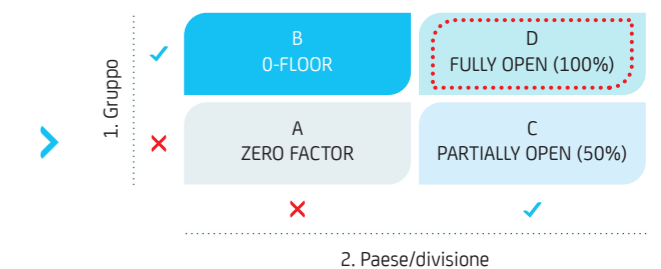 1. Gruppo
B
0-FLOOR
D
FULLY OPEN (100%)
A
ZERO FACTOR
C
PARTIALLY OPEN (50%)
2. Paese/divisione